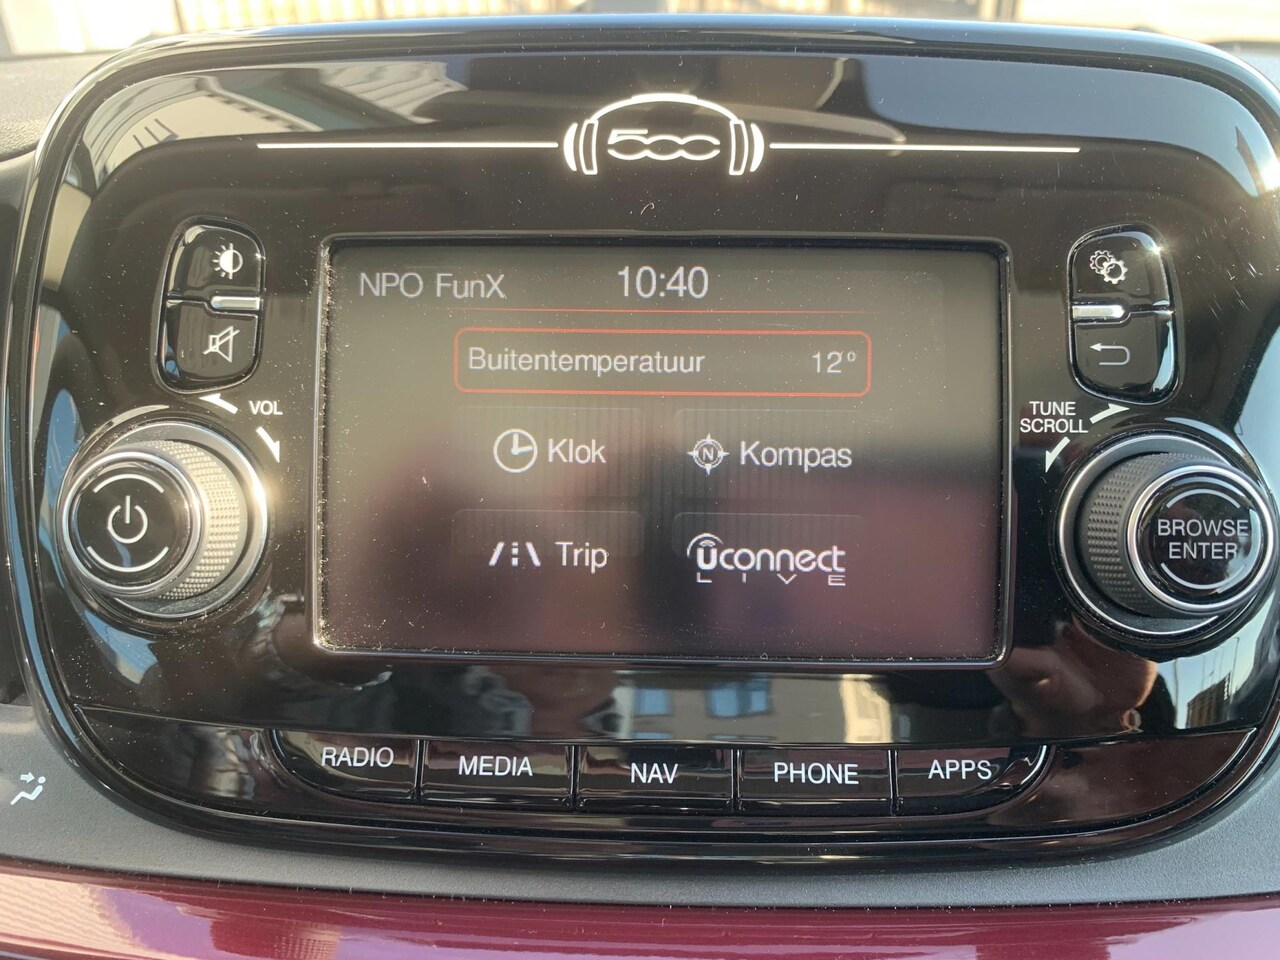 500
NPO FunX 10:40
Buitentemperatuur 12°
VOL
TUNE
SCROLL
Klok
N Kompas
Trip
uconnect
LIVE
BROWSE
ENTER
RADIO
MEDIA
NAV
PHONE
APPS